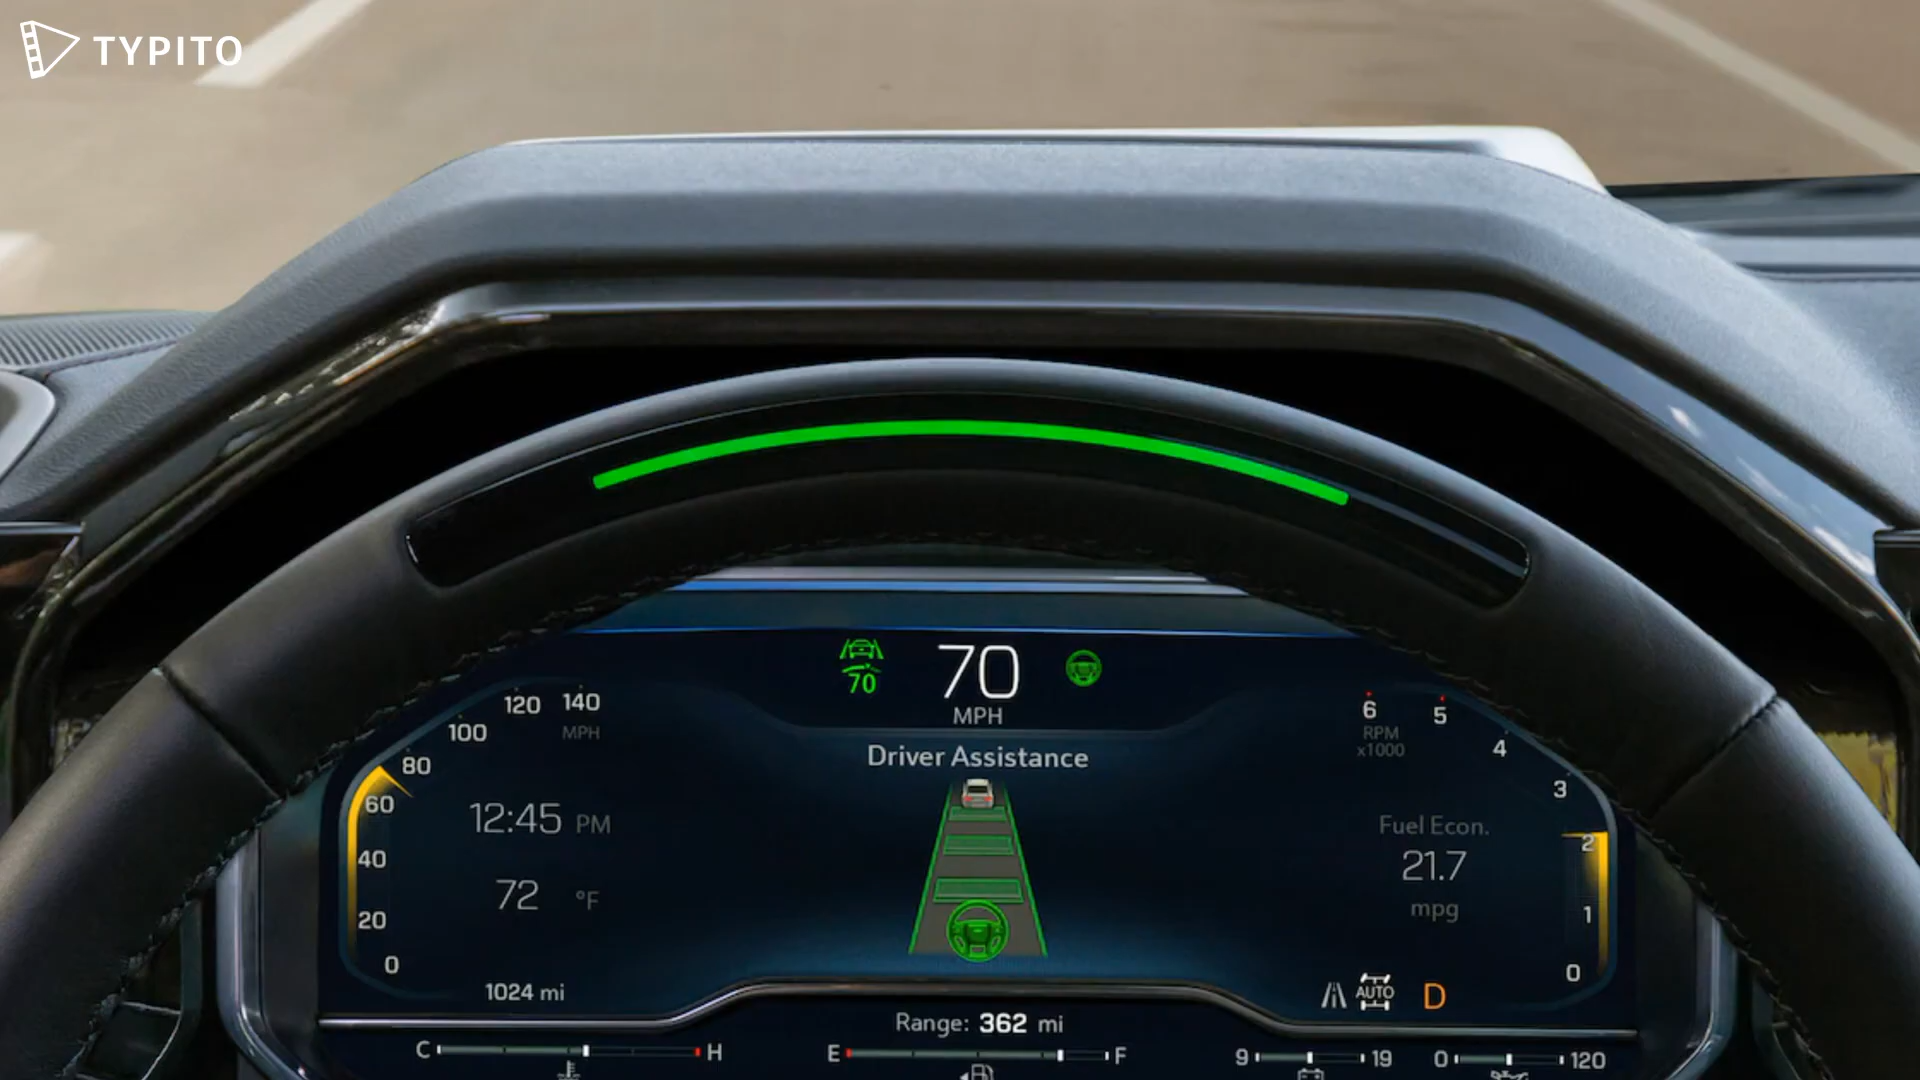 TYPITO
70
70
MPH
Driver Assistance
0
20
40
60
80
100
120
140
MPH
12:45 PM
72 °F
1024 mi
6
5
4
3
2
1
0
RPM
x1000
Fuel Econ.
21.7
mpg
AUTO
D
Range: 362 mi
C H
E F
9 19
0 120